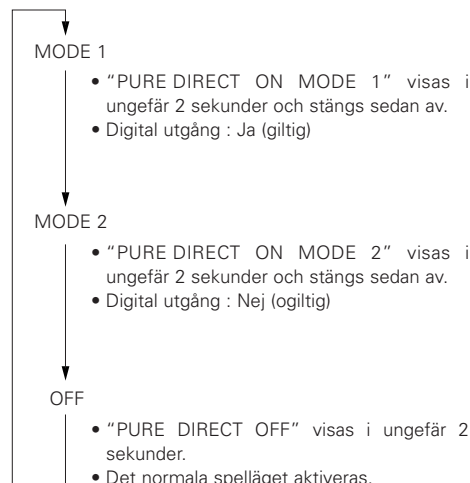 MODE 1
• “PURE DIRECT ON MODE 1” visas i
ungefär 2 sekunder och stängs sedan av.
• Digital utgång : Ja (giltig)
MODE 2
• “PURE DIRECT ON MODE 2” visas i
ungefär 2 sekunder och stängs sedan av.
• Digital utgång : Nej (ogiltig)
OFF
• “PURE DIRECT OFF” visas i ungefär 2
sekunder.
• Det normala spelläget aktiveras.